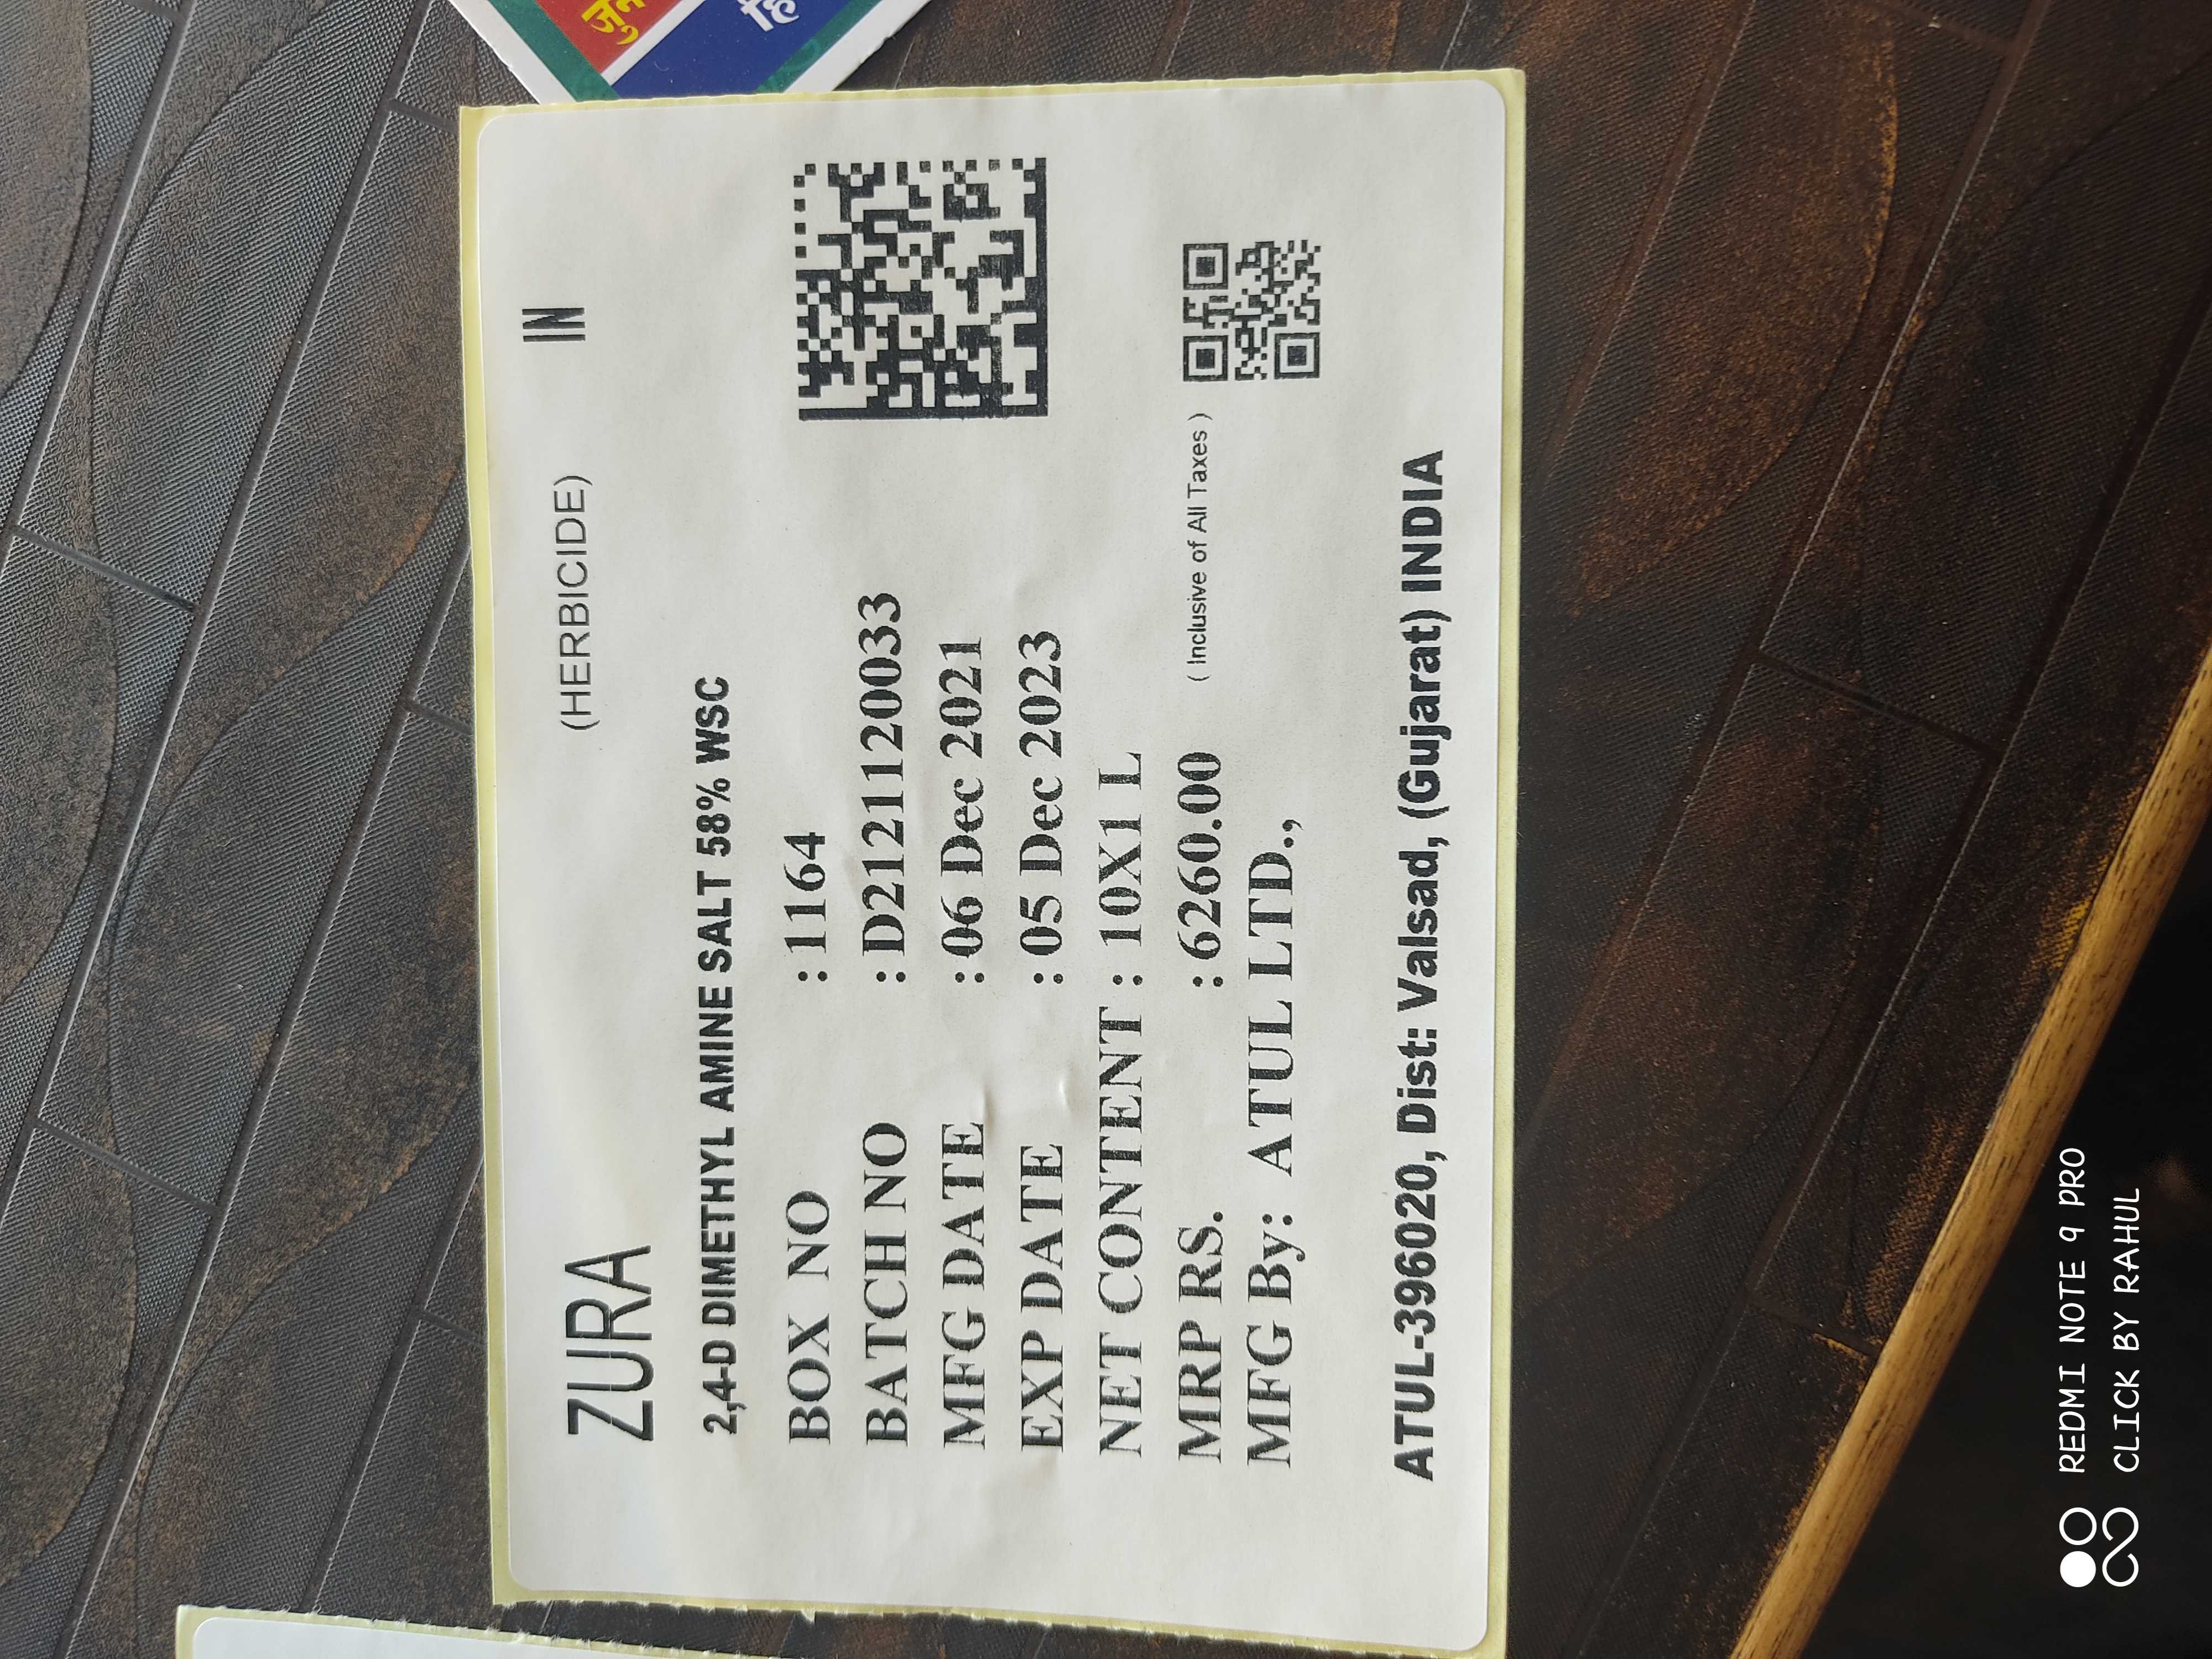 ZURA (HERBICIDE) IN
2,4-D DIMETHYL AMINE SALT 58% WSC
BOX NO : 1164
BATCH NO : D2121120033
MFG DATE : 06 Dec 2021
EXP DATE : 05 Dec 2023
NET CONTENT : 10X1 L
MRP RS. : 6260.00 ( Inclusive of All Taxes )
MFG By: ATUL LTD.,
ATUL-396020, Dist: Valsad, (Gujarat) INDIA
REDMI NOTE 9 PRO
CLICK BY RAHUL